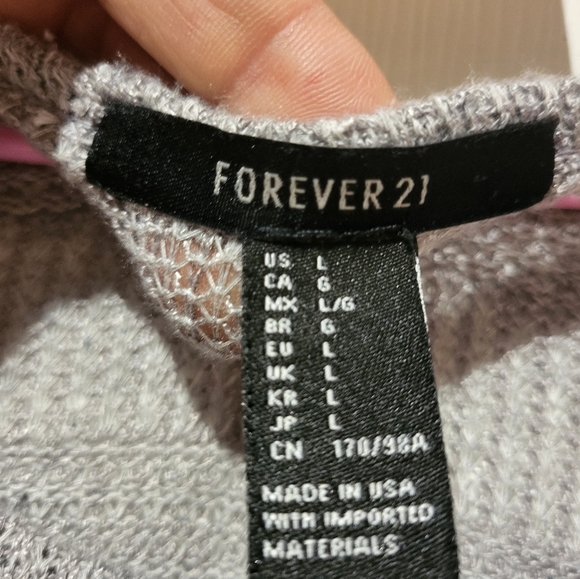 FOREVER 21
US L
CA G
MX L/G
BR G
EU L
UK L
KR L
JP L
CN 170/98A
MADE IN USA
WITH IMPORTED
MATERIALS